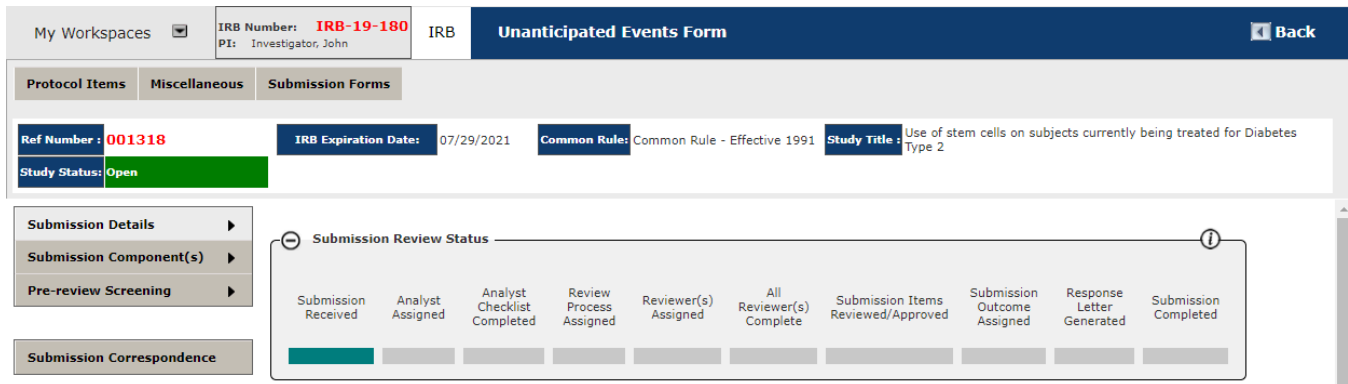 My Workspaces
IRB Number: IRB-19-180
PI: Investigator, John
IRB
Unanticipated Events Form
Back
Protocol Items Miscellaneous Submission Forms
Ref Number : 001318
IRB Expiration Date: 07/29/2021
Common Rule: Common Rule - Effective 1991
Study Title : Use of stem cells on subjects currently being treated for Diabetes
Type 2
Study Status: Open
Submission Details
Submission Component(s)
Pre-review Screening
Submission Correspondence
Submission Review Status
i
Submission
Received
Analyst
Assigned
Analyst
Checklist
Completed
Review
Process
Assigned
Reviewer(s)
Assigned
All
Reviewer(s)
Complete
Submission Items
Reviewed/Approved
Submission
Outcome
Assigned
Response
Letter
Generated
Submission
Completed